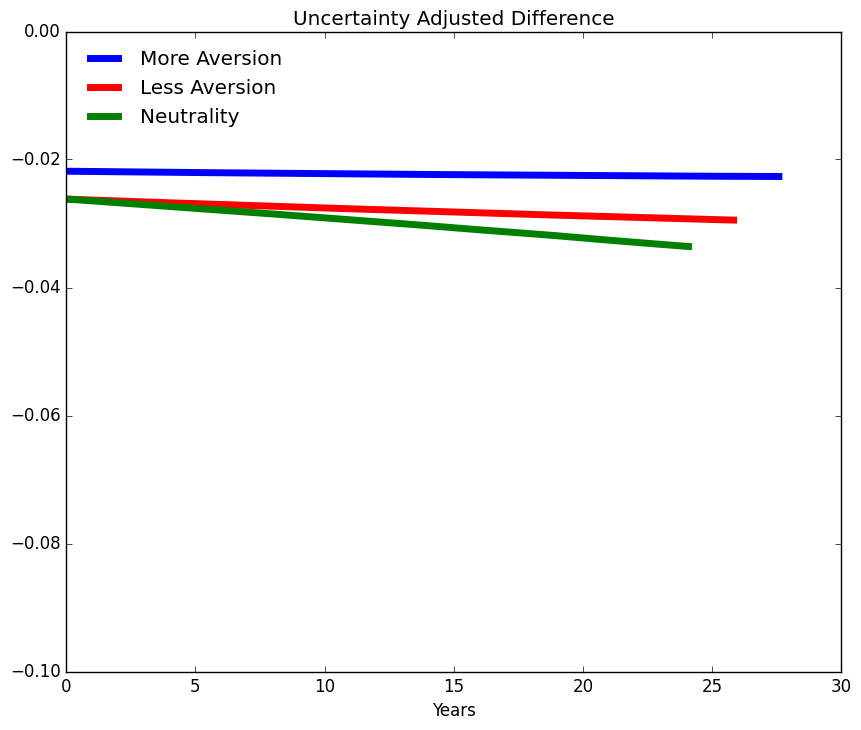 Uncertainty Adjusted Difference
0.00
More Aversion
Less Aversion
Neutrality
−0.02
−0.04
−0.06
−0.08
−0.10
0 5 10 15 20 25 30
Years